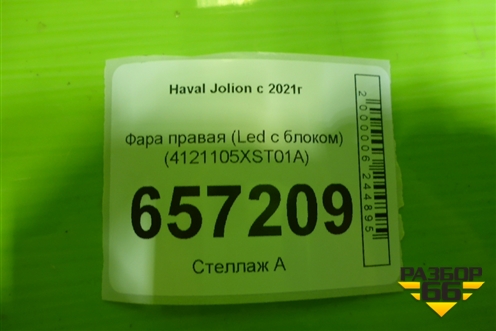 Haval Jolion с 2021г
Фара правая (Led с блоком)
(4121105XST01A)
657209
Стеллаж А
2000006244895
РАЗБОР
66